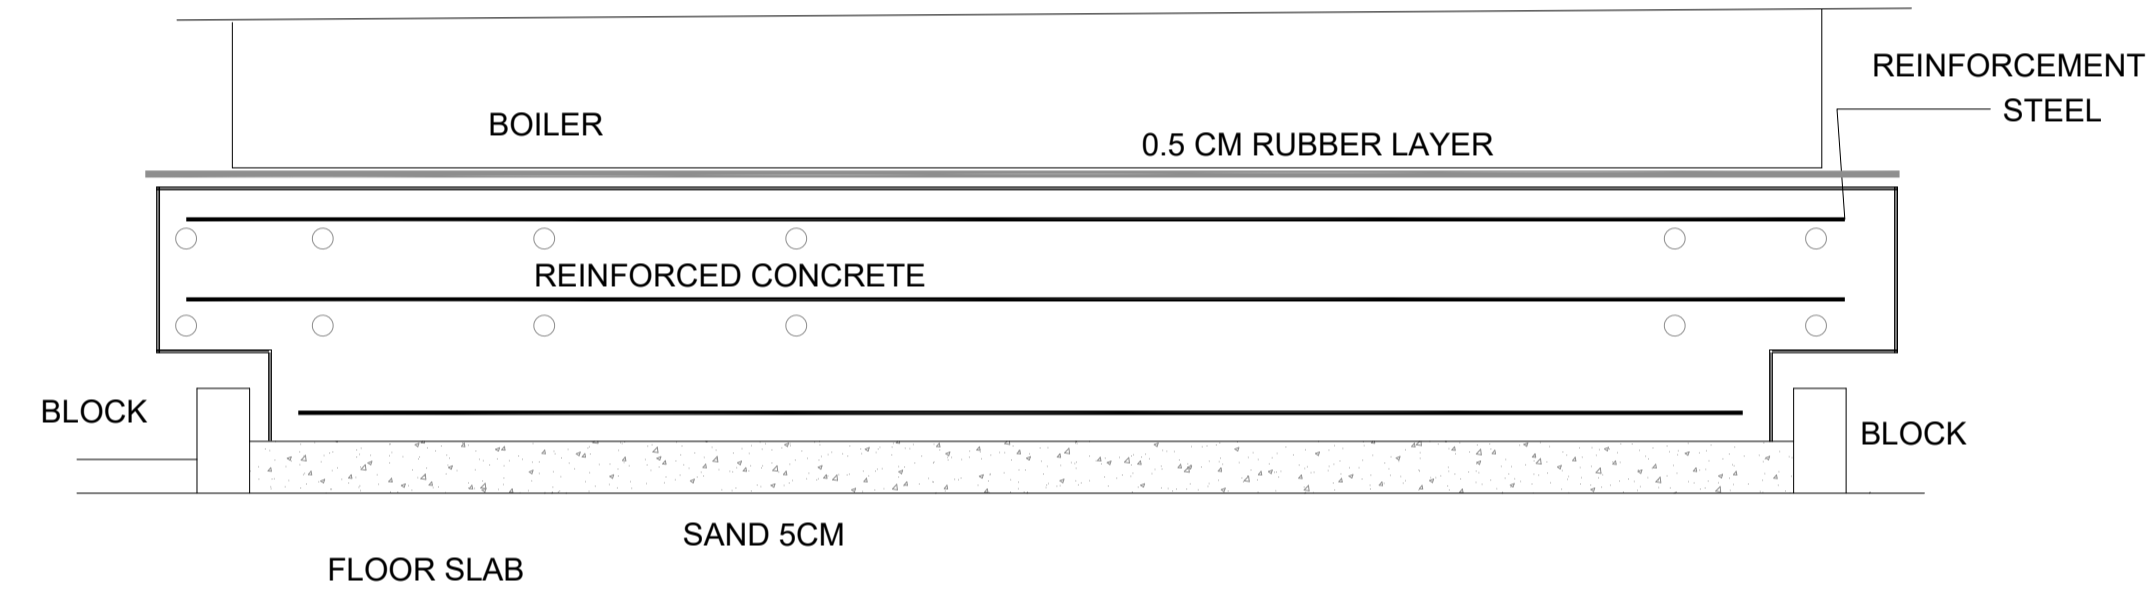 REINFORCEMENT
STEEL
BOILER
0.5 CM RUBBER LAYER
REINFORCED CONCRETE
BLOCK
BLOCK
SAND 5CM
FLOOR SLAB